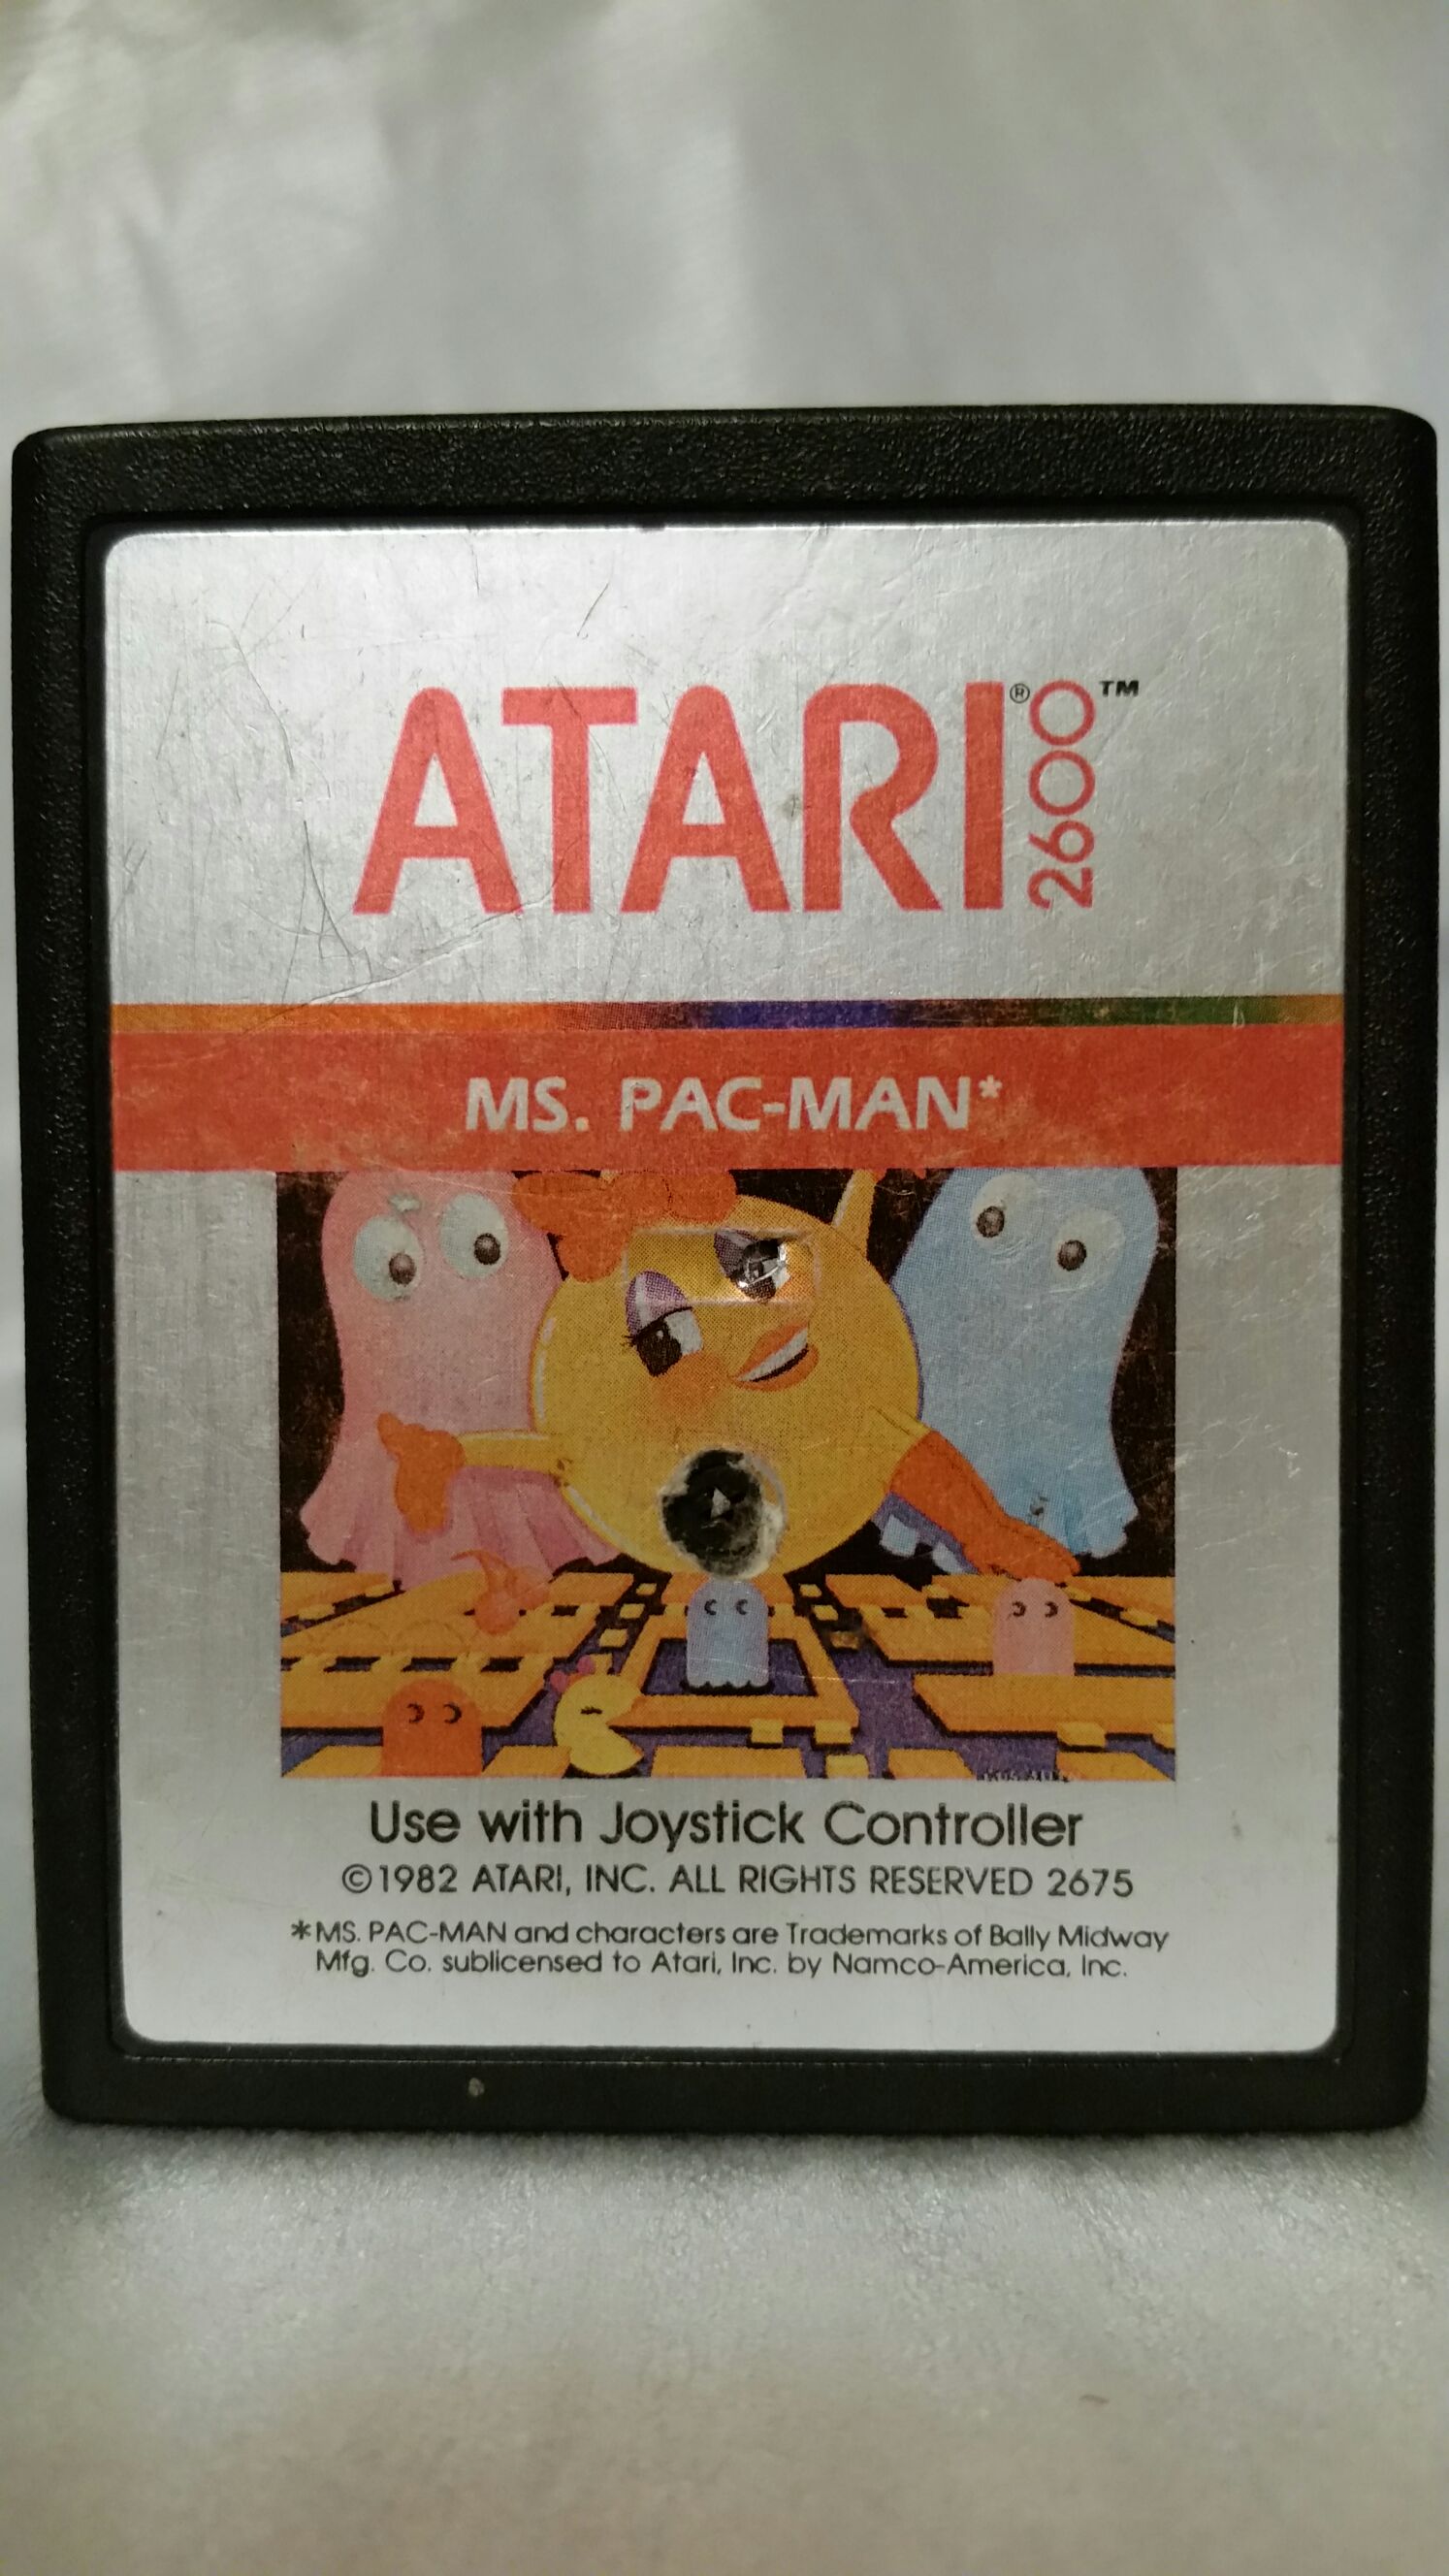 ATARI® 2600™
MS. PAC-MAN*
Use with Joystick Controller
©1982 ATARI, INC. ALL RIGHTS RESERVED 2675
*MS. PAC-MAN and characters are Trademarks of Bally Midway
Mfg. Co. sublicensed to Atari, Inc. by Namco-America, Inc.